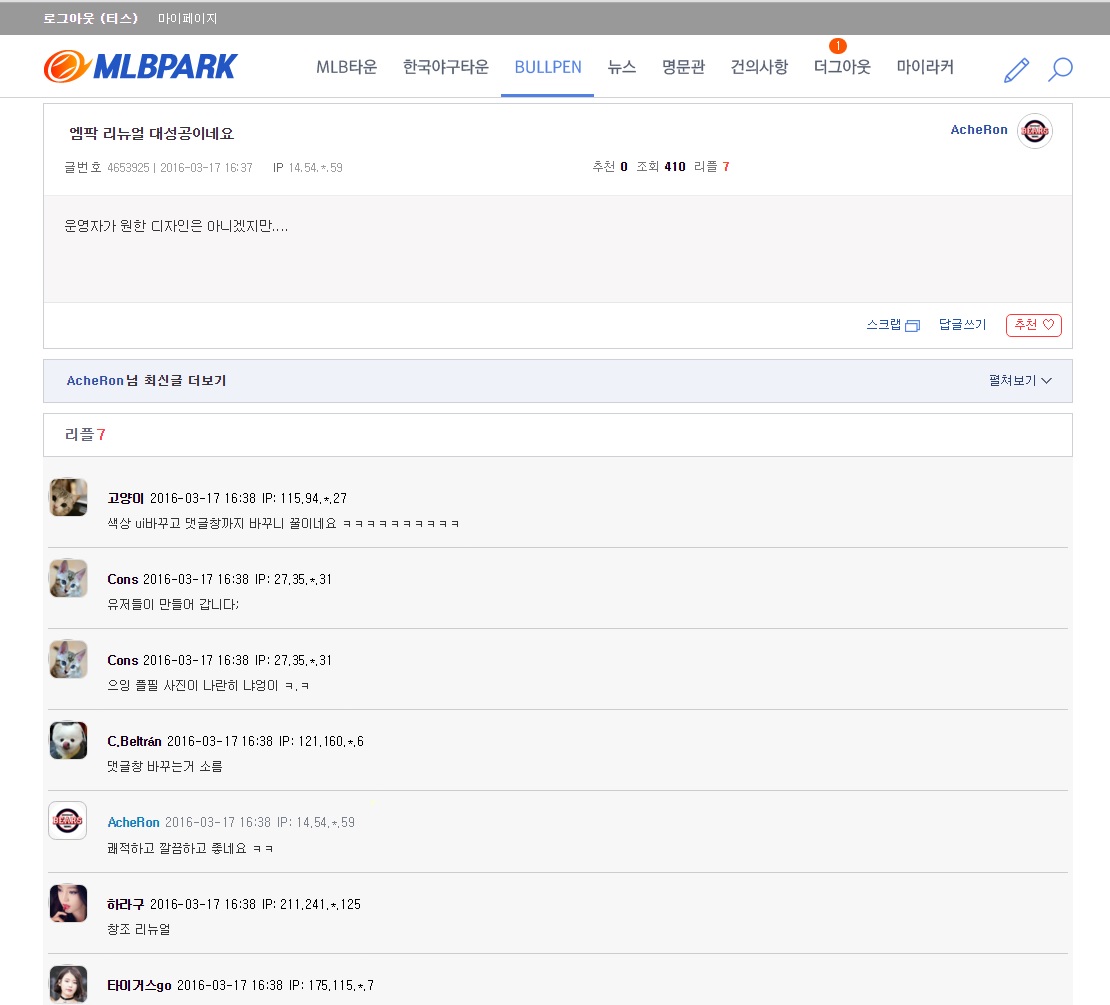 로그아웃 (티스) 마이페이지
MLBPARK MLB타운 한국야구타운 BULLPEN 뉴스 명문관 건의사항 더그아웃 1 마이라커
엠팍 리뉴얼 대성공이네요 AcheRon BEARS
글번호 4653925 | 2016-03-17 16:37 IP 14.54.*.59 추천 0 조회 410 리플 7
운영자가 원한 디자인은 아니겠지만....
스크랩 답글쓰기 추천 ♡
AcheRon님 최신글 더보기 펼쳐보기
리플 7
고양이 2016-03-17 16:38 IP: 115.94.*.27
색상 ui바꾸고 댓글창까지 바꾸니 꿀이네요 ㅋㅋㅋㅋㅋㅋㅋㅋㅋㅋ
Cons 2016-03-17 16:38 IP: 27.35.*.31
유저들이 만들어 갑니다;
Cons 2016-03-17 16:38 IP: 27.35.*.31
으잉 플필 사진이 나란히 냐엉이 ㅋ.ㅋ
C.Beltrán 2016-03-17 16:38 IP: 121.160.*.6
댓글창 바꾸는거 소름
BEARS
AcheRon 2016-03-17 16:38 IP: 14.54.*.59
쾌적하고 깔끔하고 좋네요 ㅋㅋ
하라구 2016-03-17 16:38 IP: 211.241.*.125
창조 리뉴얼
타이거스go 2016-03-17 16:38 IP: 175.115.*.7